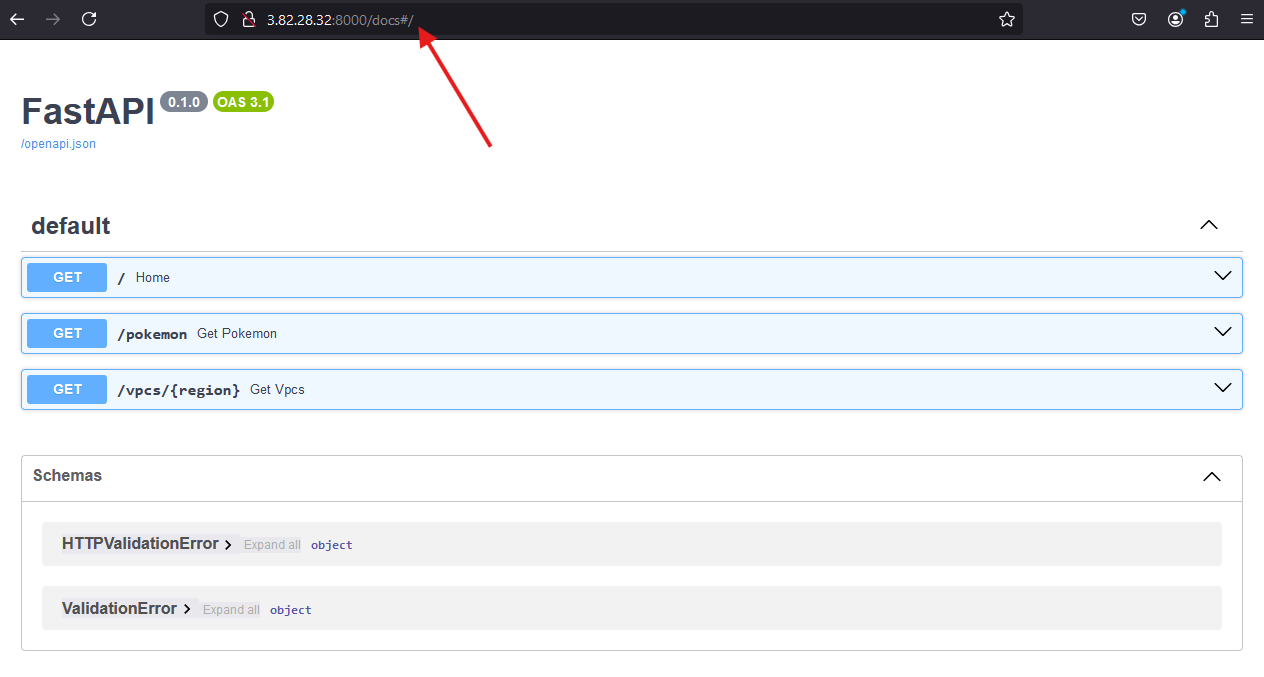 3.82.28.32:8000/docs#/
FastAPI 0.1.0 OAS 3.1
/openapi.json
default
GET / Home
GET /pokemon Get Pokemon
GET /vpcs/{region} Get Vpcs
Schemas
HTTPValidationError Expand all object
ValidationError Expand all object